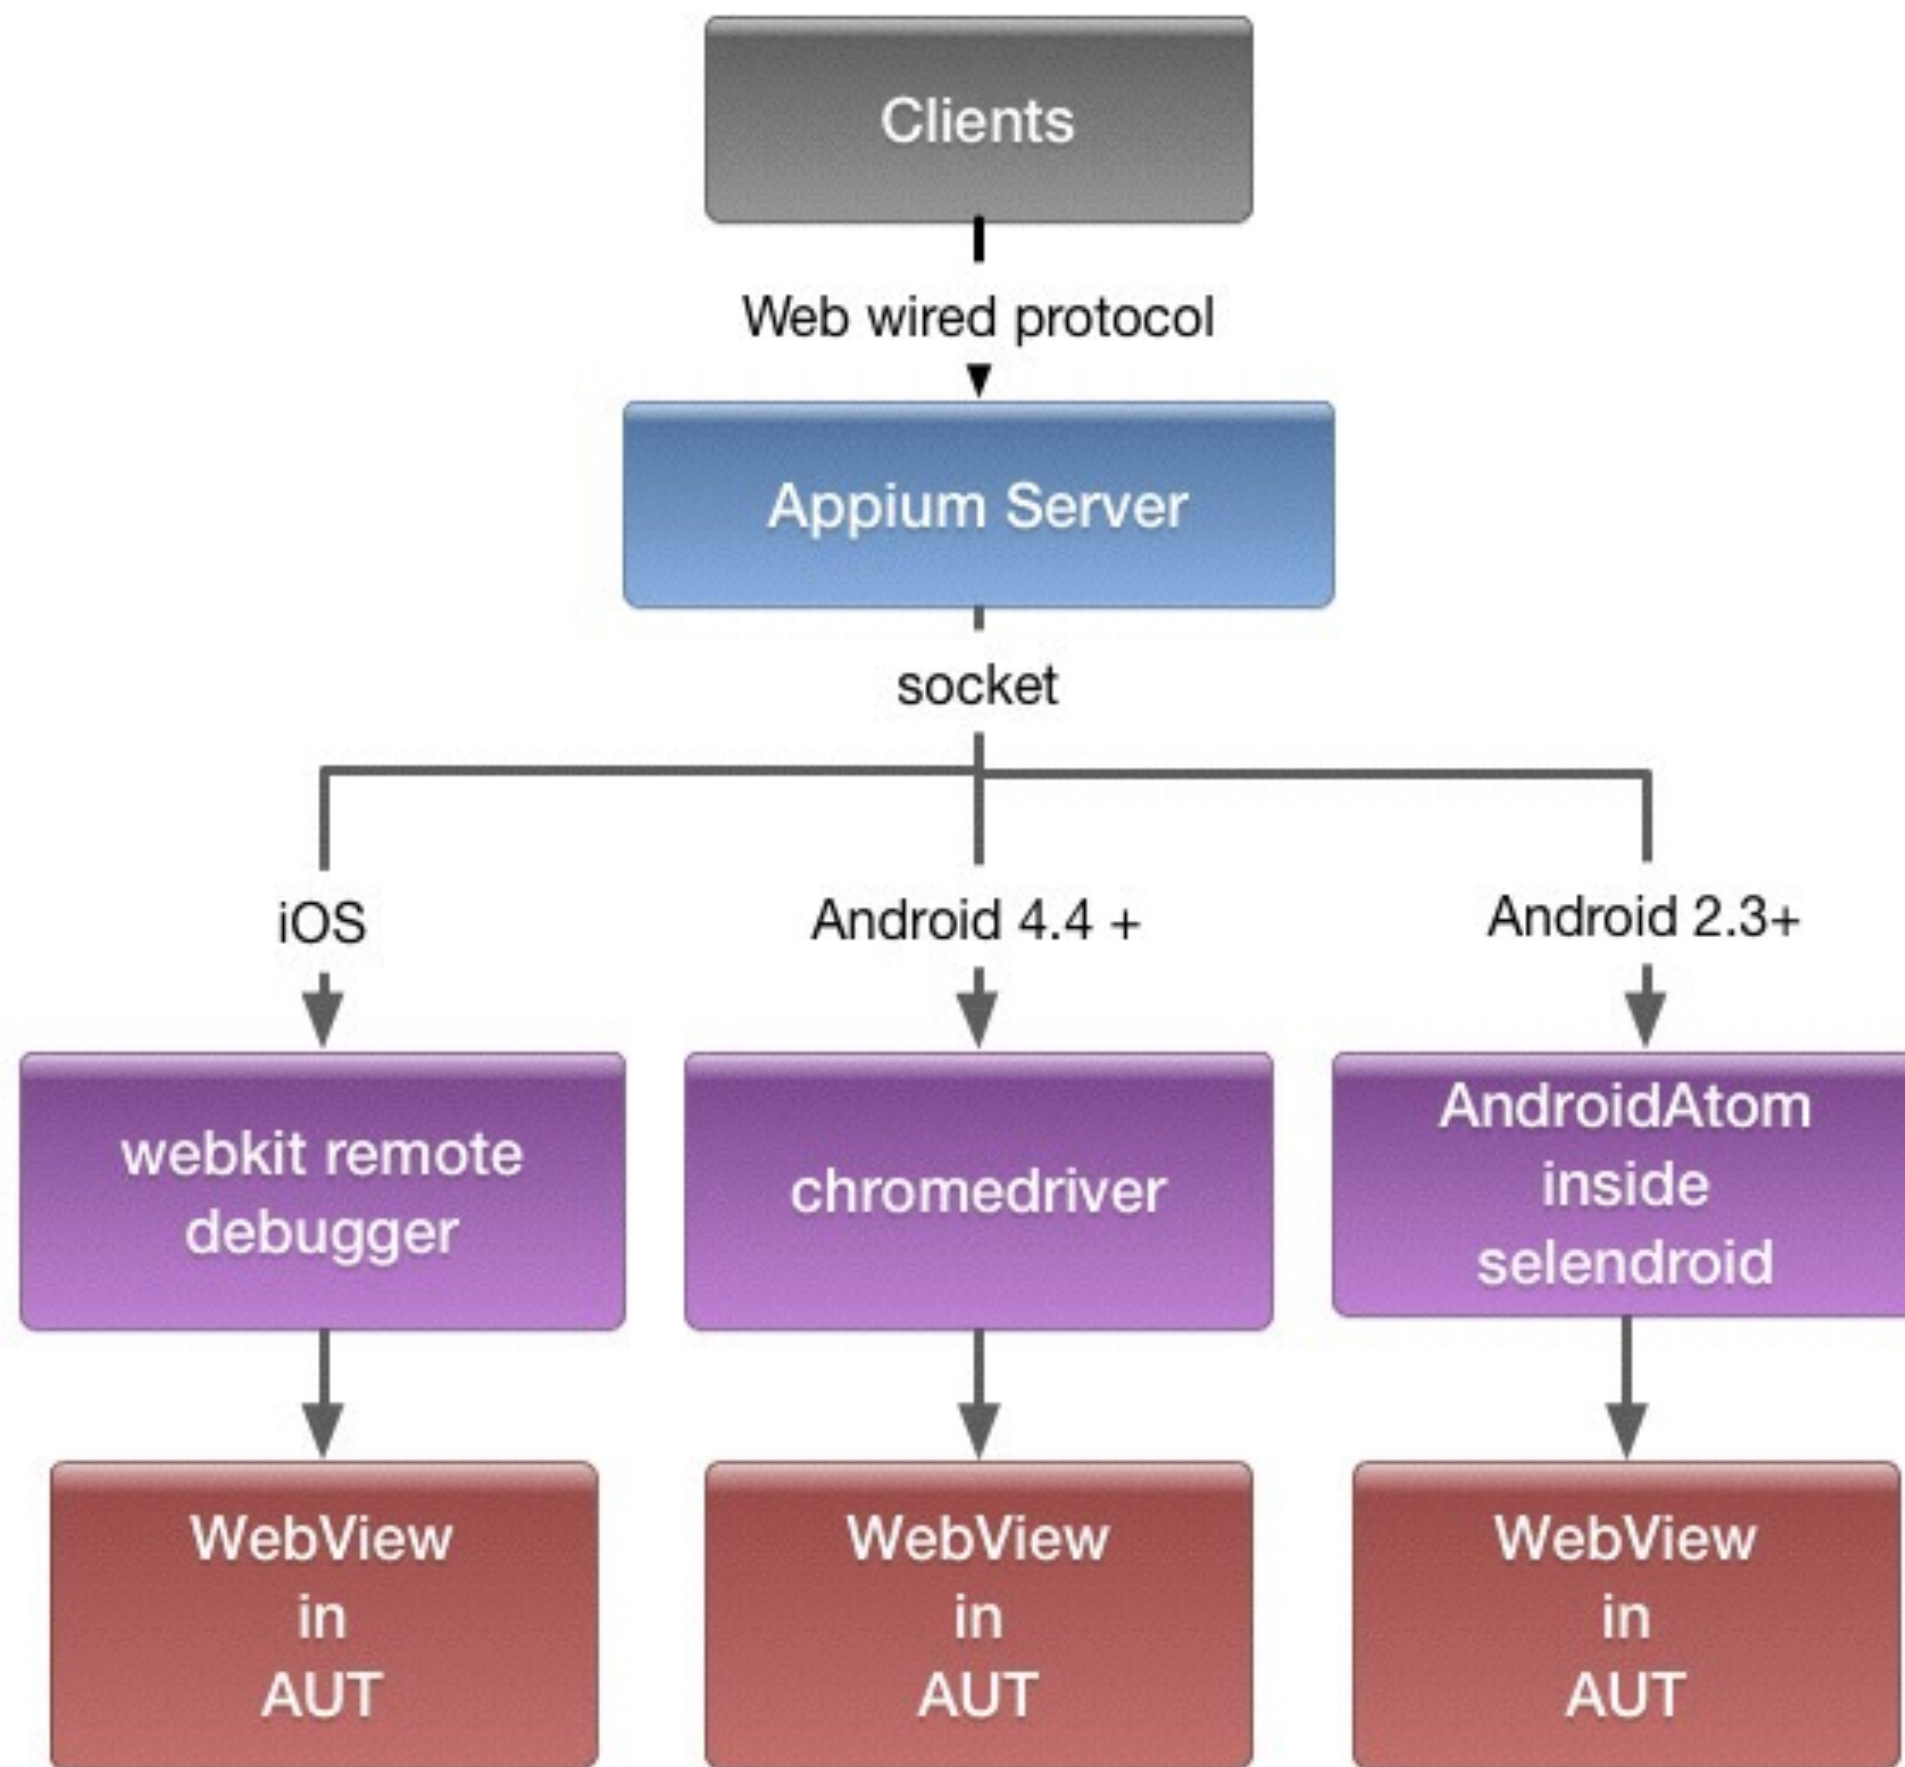 Clients
Web wired protocol
Appium Server
socket
iOS
Android 4.4 +
Android 2.3+
webkit remote
debugger
chromedriver
AndroidAtom
inside
selendroid
WebView
in
AUT
WebView
in
AUT
WebView
in
AUT